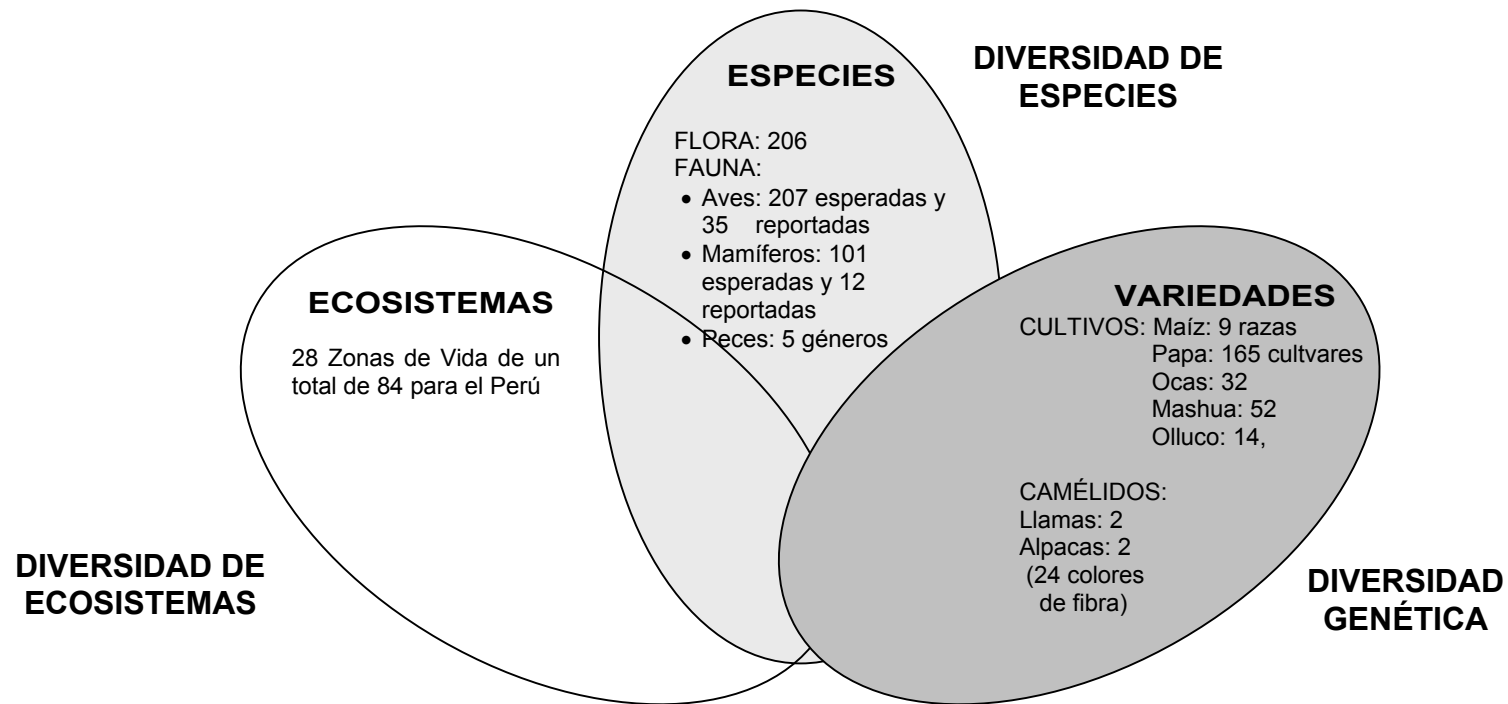 DIVERSIDAD DE
ESPECIES
ESPECIES
FLORA: 206
FAUNA:
• Aves: 207 esperadas y
35 reportadas
• Mamíferos: 101
esperadas y 12
reportadas
• Peces: 5 géneros
ECOSISTEMAS
28 Zonas de Vida de un
total de 84 para el Perú
DIVERSIDAD DE
ECOSISTEMAS
VARIEDADES
CULTIVOS: Maíz: 9 razas
Papa: 165 cultvares
Ocas: 32
Mashua: 52
Olluco: 14,
CAMÉLIDOS:
Llamas: 2
Alpacas: 2
(24 colores
de fibra)
DIVERSIDAD
GENÉTICA